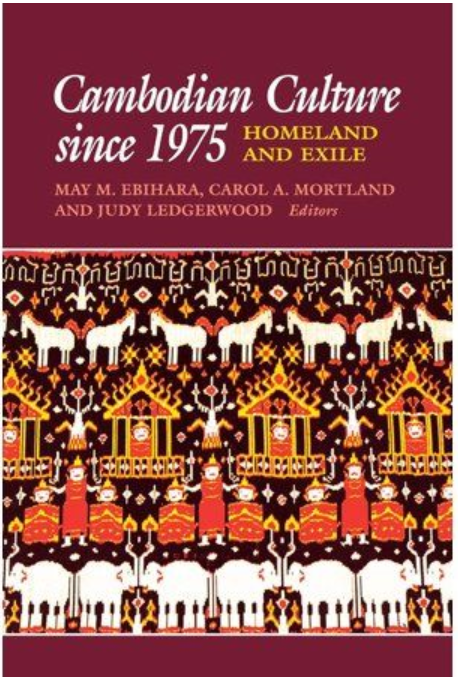 Cambodian Culture
since 1975 HOMELAND
AND EXILE
MAY M. EBIHARA, CAROL A. MORTLAND
AND JUDY LEDGERWOOD Editors